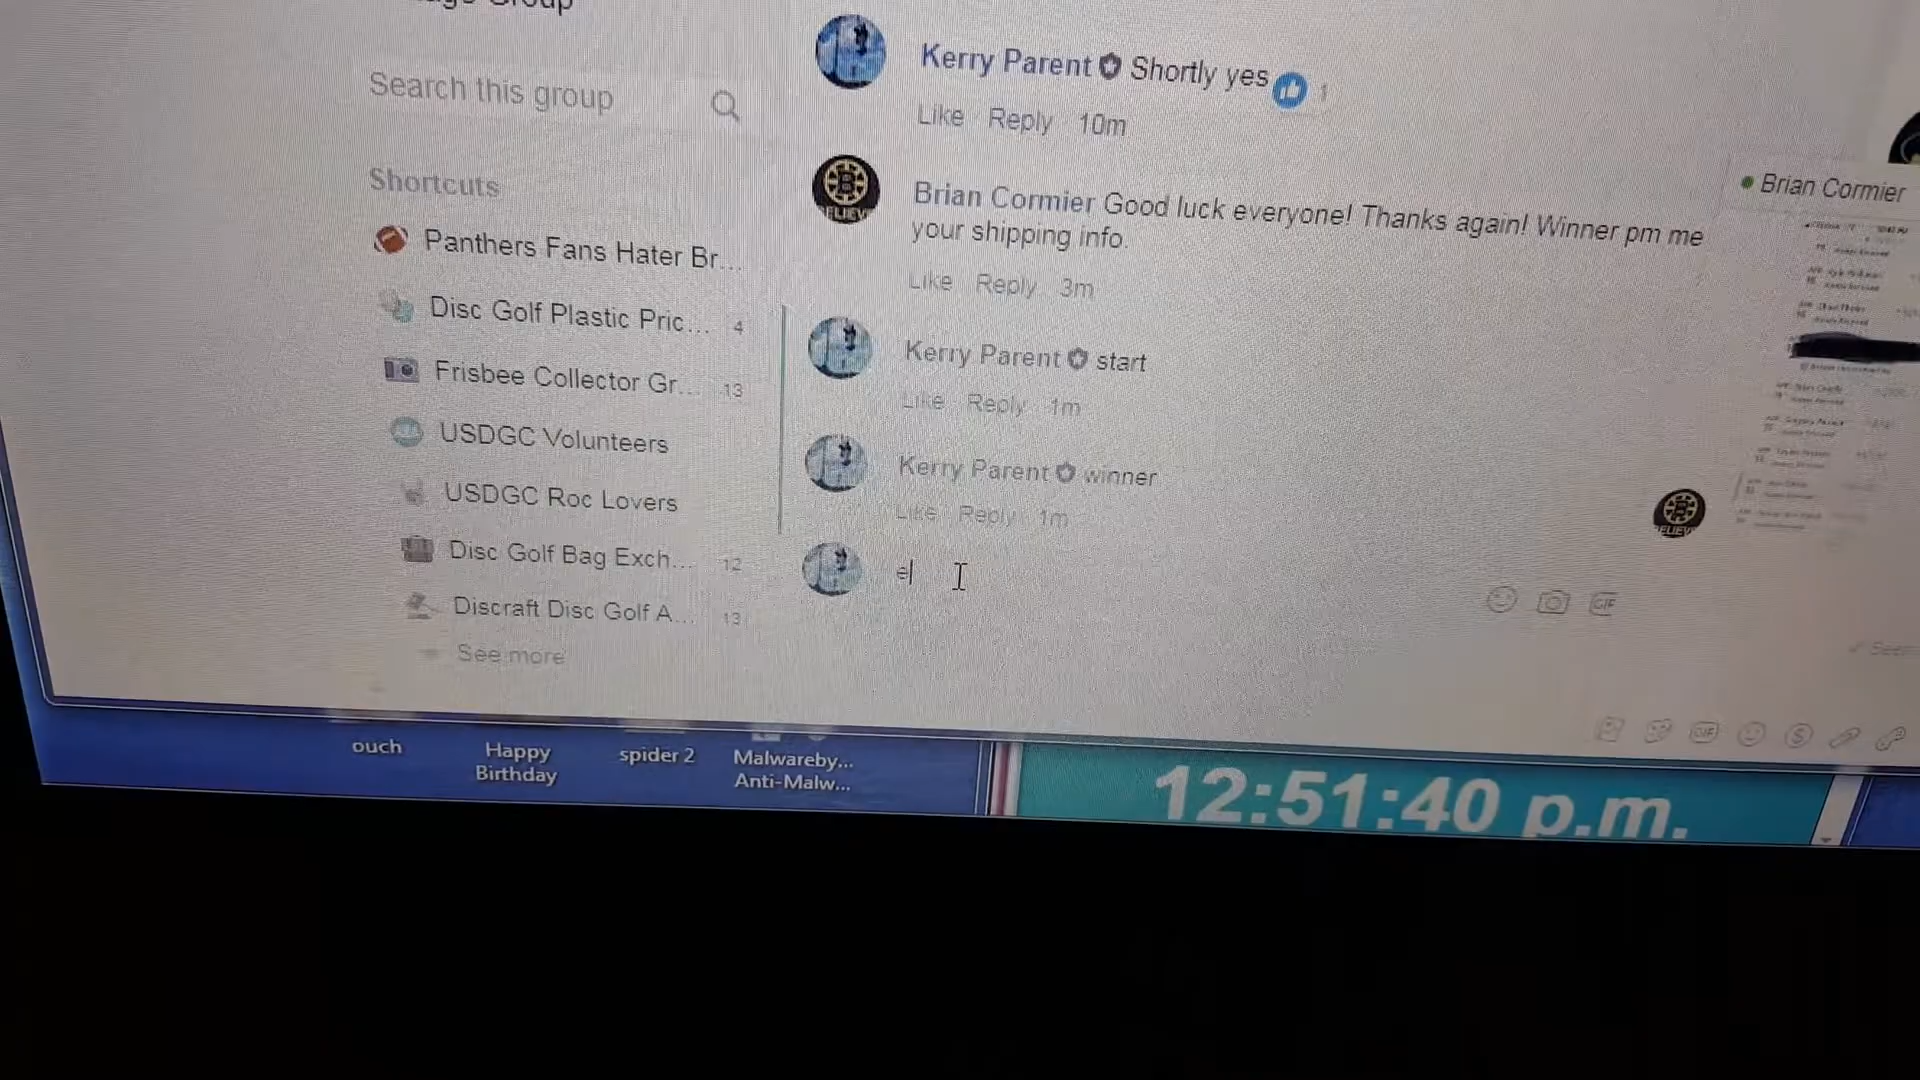 Group
Search this group
Shortcuts
Panthers Fans Hater Br...
Disc Golf Plastic Pric... 4
Frisbee Collector Gr... 13
USDGC Volunteers
USDGC Roc Lovers
Disc Golf Bag Exch... 12
Discraft Disc Golf A... 13
See more
Kerry Parent Shortly yes 1
Like Reply 10m
Brian Cormier Good luck everyone! Thanks again! Winner pm me
your shipping info.
Like Reply 3m
Kerry Parent start
Like Reply 1m
Kerry Parent winner
Like Reply 1m
e
GIF
Brian Cormier
B
GIF
ouch
Happy
Birthday
spider 2
Malwareby...
Anti-Malw...
12:51:40 p.m.